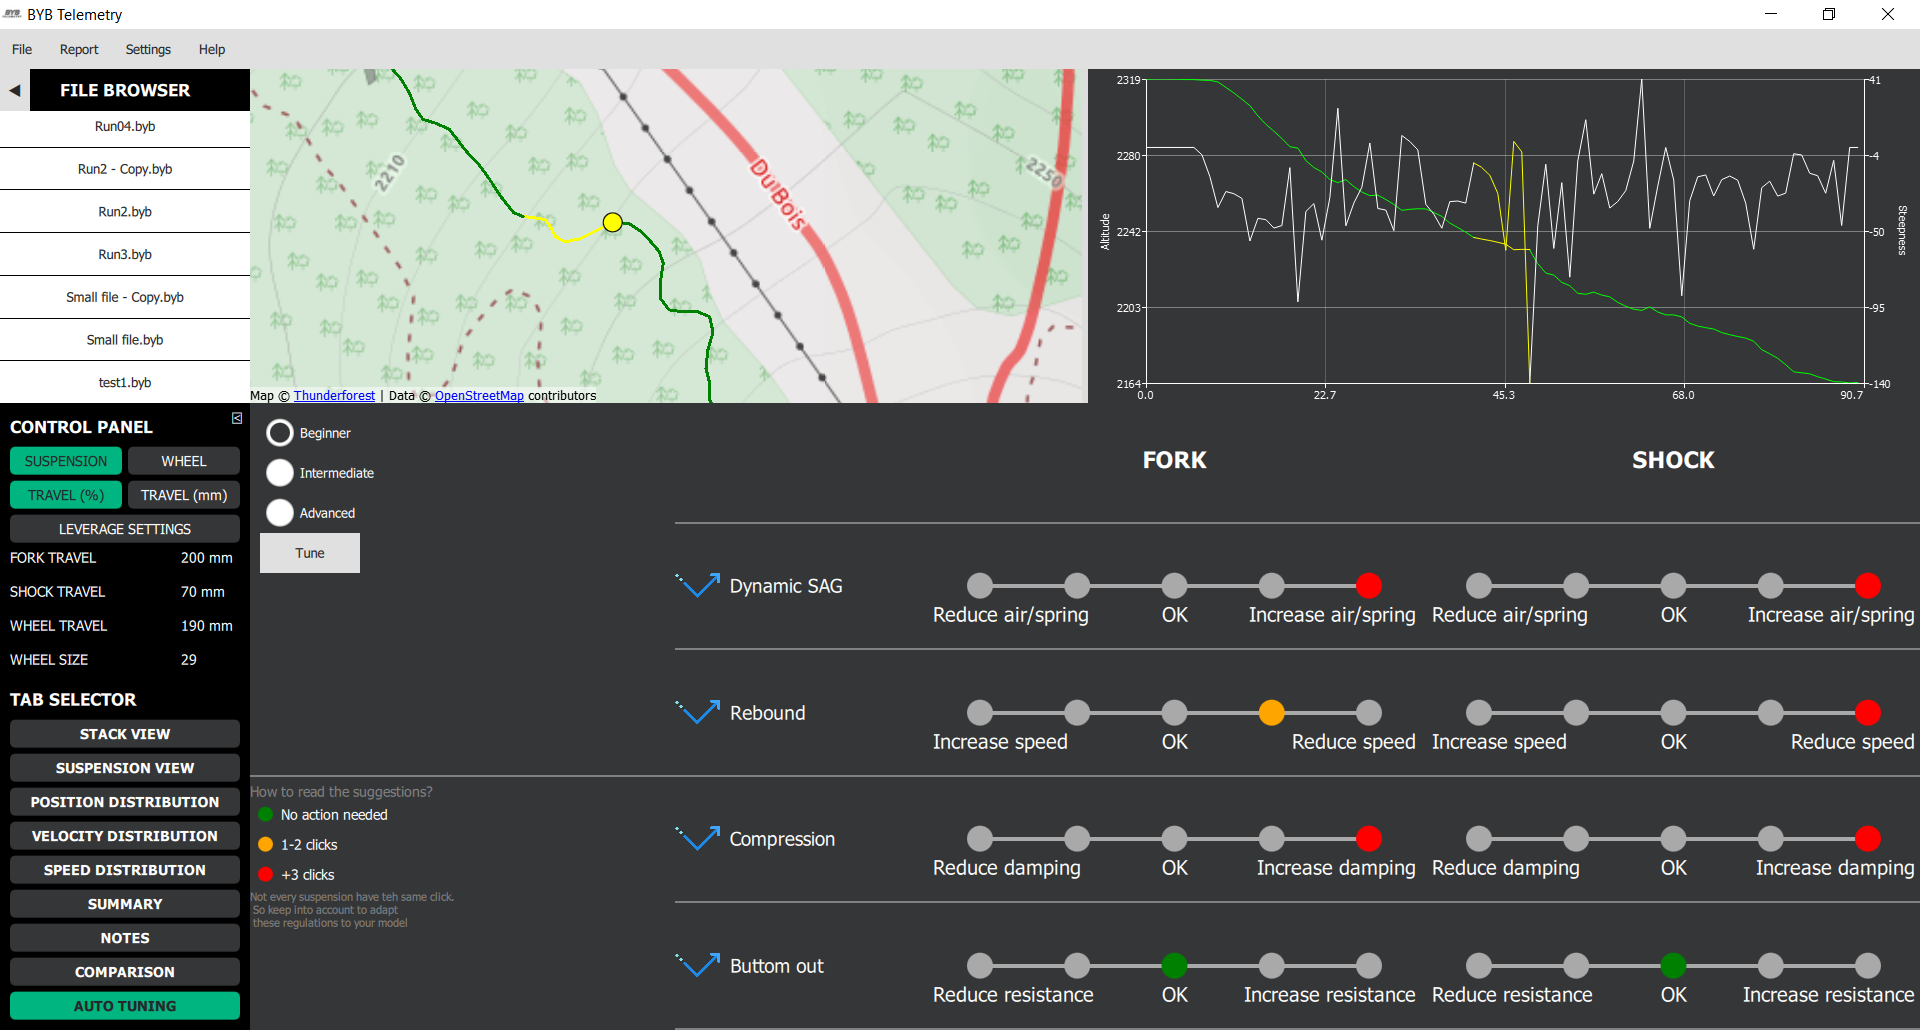 BYB Telemetry
File Report Settings Help
FILE BROWSER
Run04.byb
Run2 - Copy.byb
Run2.byb
Run3.byb
Small file - Copy.byb
Small file.byb
test1.byb
2210
Du Bois
2250
Map © Thunderforest | Data © OpenStreetMap contributors
Altitude
2319
2280
2242
2203
2164
0.0 22.7 45.3 68.0 90.7
41
-4
-50
-95
-140
Steepness
CONTROL PANEL
SUSPENSION WHEEL
TRAVEL (%) TRAVEL (mm)
LEVERAGE SETTINGS
FORK TRAVEL 200 mm
SHOCK TRAVEL 70 mm
WHEEL TRAVEL 190 mm
WHEEL SIZE 29
TAB SELECTOR
STACK VIEW
SUSPENSION VIEW
POSITION DISTRIBUTION
VELOCITY DISTRIBUTION
SPEED DISTRIBUTION
SUMMARY
NOTES
COMPARISON
AUTO TUNING
Beginner
Intermediate
Advanced
Tune
How to read the suggestions?
No action needed
1-2 clicks
+3 clicks
Not every suspension have teh same click.
So keep into account to adapt
these regulations to your model
FORK SHOCK
Dynamic SAG
Reduce air/spring OK Increase air/spring Reduce air/spring OK Increase air/spring
Rebound
Increase speed OK Reduce speed Increase speed OK Reduce speed
Compression
Reduce damping OK Increase damping Reduce damping OK Increase damping
Buttom out
Reduce resistance OK Increase resistance Reduce resistance OK Increase resistance